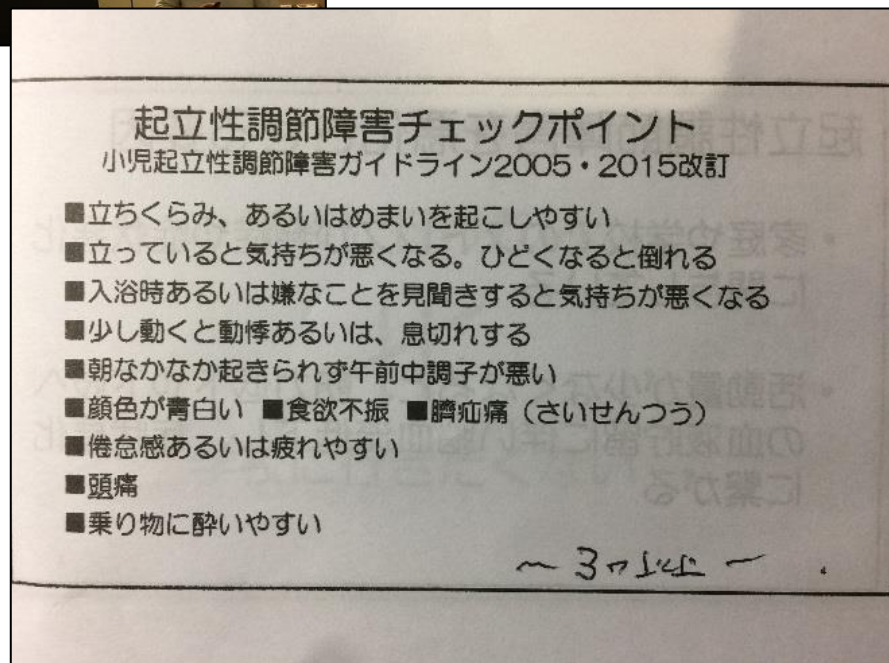 起立性調節障害チェックポイント
小児起立性調節障害ガイドライン2005・2015改訂
■立ちくらみ、あるいはめまいを起こしやすい
■立っていると気持ちが悪くなる。ひどくなると倒れる
■入浴時あるいは嫌なことを見聞きすると気持ちが悪くなる
■少し動くと動悸あるいは、息切れする
■朝なかなか起きられず午前中調子が悪い
■顔色が青白い ■食欲不振 ■臍疝痛（さいせんつう）
■倦怠感あるいは疲れやすい
■頭痛
■乗り物に酔いやすい
～3つ以上～